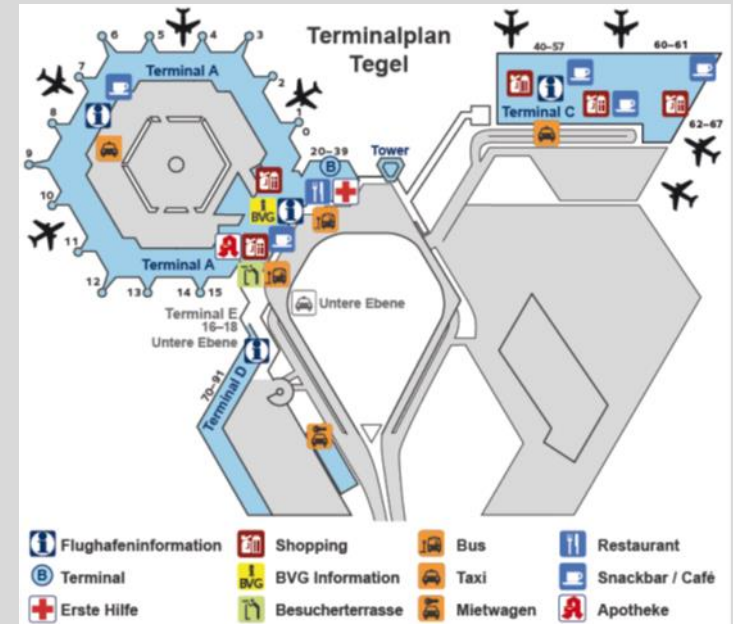 Terminalplan
Tegel
6
5
4
3
7
Terminal A
2
8
1
0
9
10
11
Terminal A
12
13
14
15
20–39
B
Tower
BVG
40–57
60–61
Terminal C
62–67
Untere Ebene
Terminal E
16–18
Untere Ebene
70–91
Terminal D
Flughafeninformation
Shopping
Bus
Restaurant
B
Terminal
BVG
BVG Information
Taxi
Snackbar / Café
Erste Hilfe
Besucherterrasse
Mietwagen
Apotheke